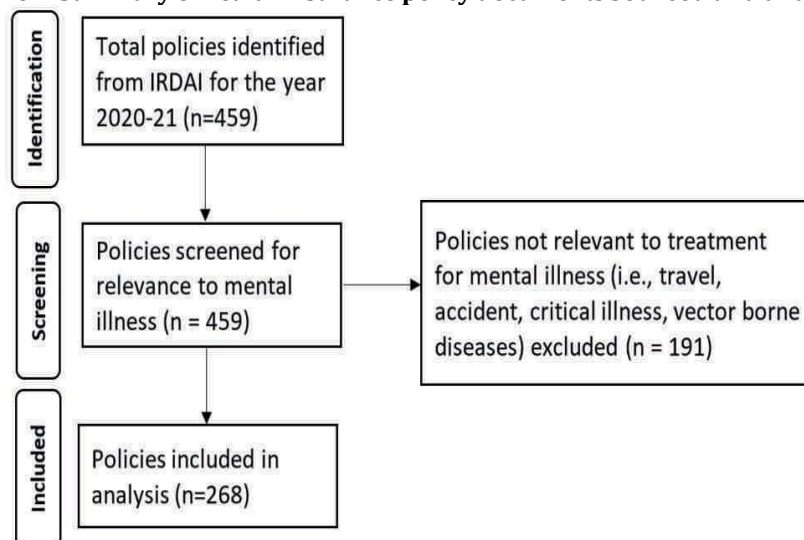 Identification
Total policies identified
from IRDAI for the year
2020-21 (n=459)
Screening
Policies screened for
relevance to mental
illness (n = 459)
Policies not relevant to treatment
for mental illness (i.e., travel,
accident, critical illness, vector borne
diseases) excluded (n = 191)
Included
Policies included in
analysis (n=268)